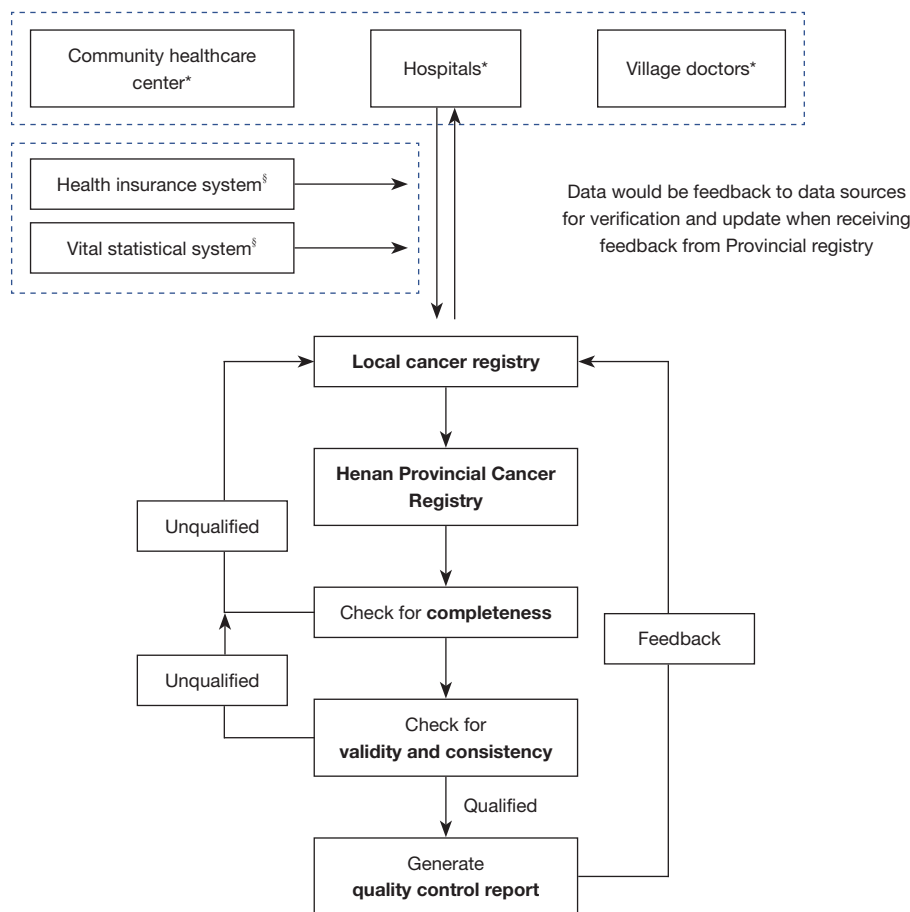 Community healthcare
center*
Hospitals*
Village doctors*
Health insurance system§
Vital statistical system§
Data would be feedback to data sources
for verification and update when receiving
feedback from Provincial registry
Local cancer registry
Henan Provincial Cancer
Registry
Unqualified
Check for completeness
Feedback
Unqualified
Check for
validity and consistency
Qualified
Generate
quality control report